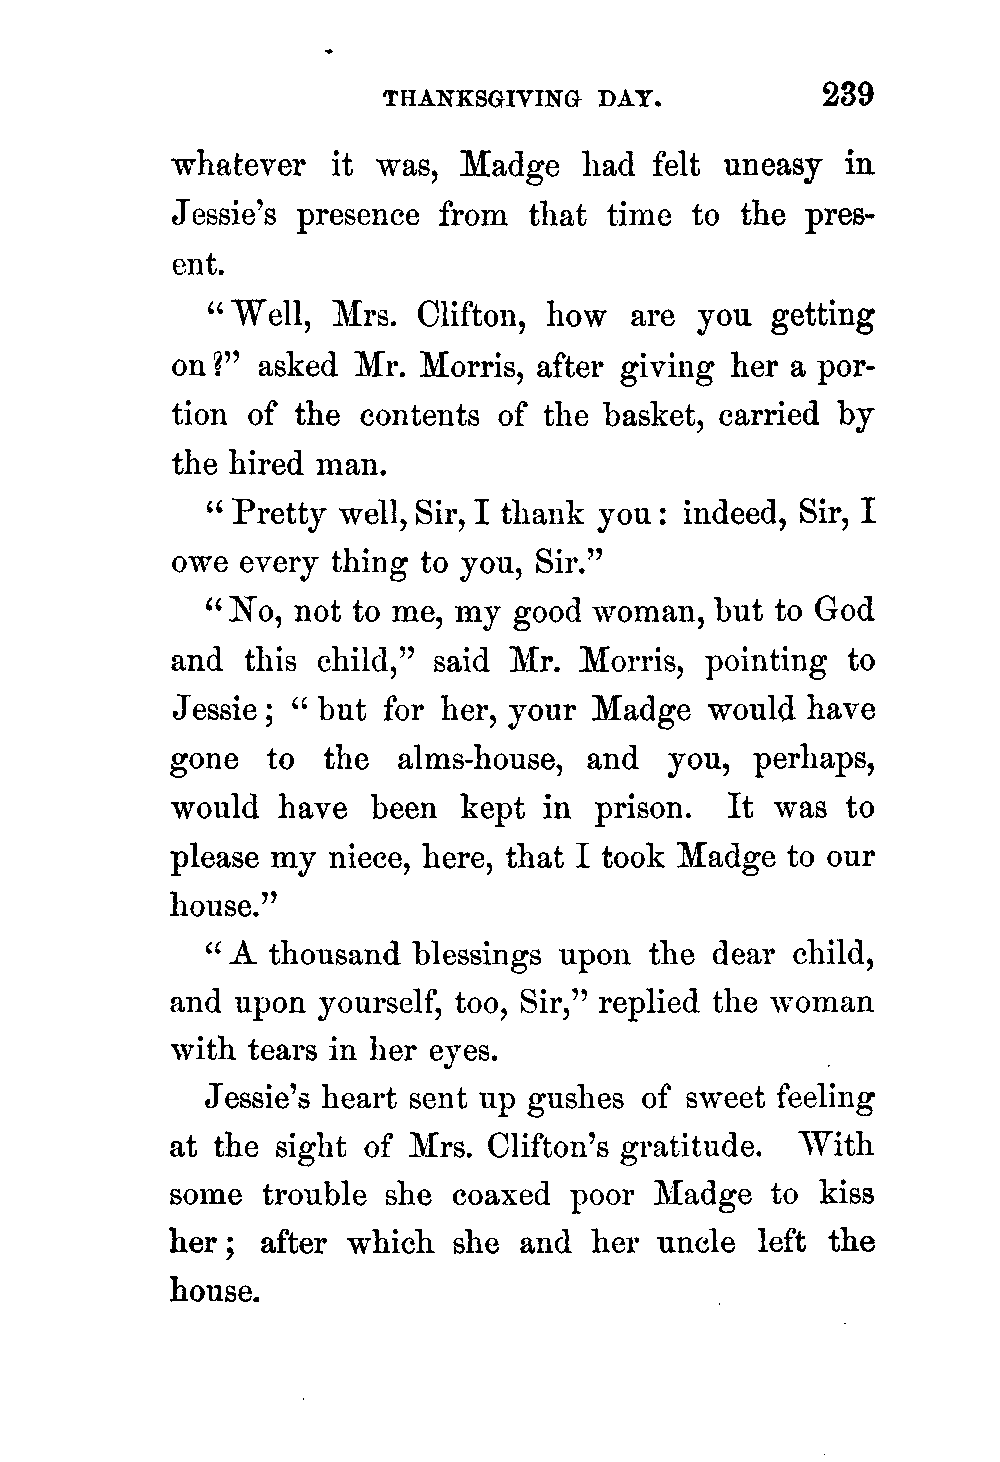 THANKSGIVING DAY. 239
whatever it was, Madge had felt uneasy in
Jessie's presence from that time to the pres-
ent.
"Well, Mrs. Clifton, how are you getting
on?" asked Mr. Morris, after giving her a por-
tion of the contents of the basket, carried by
the hired man.
"Pretty well, Sir, I thank you: indeed, Sir, I
owe every thing to you, Sir."
"No, not to me, my good woman, but to God
and this child," said Mr. Morris, pointing to
Jessie; "but for her, your Madge would have
gone to the alms-house, and you, perhaps,
would have been kept in prison. It was to
please my niece, here, that I took Madge to our
house."
"A thousand blessings upon the dear child,
and upon yourself, too, Sir," replied the woman
with tears in her eyes.
Jessie's heart sent up gushes of sweet feeling
at the sight of Mrs. Clifton's gratitude. With
some trouble she coaxed poor Madge to kiss
her; after which she and her uncle left the
house.